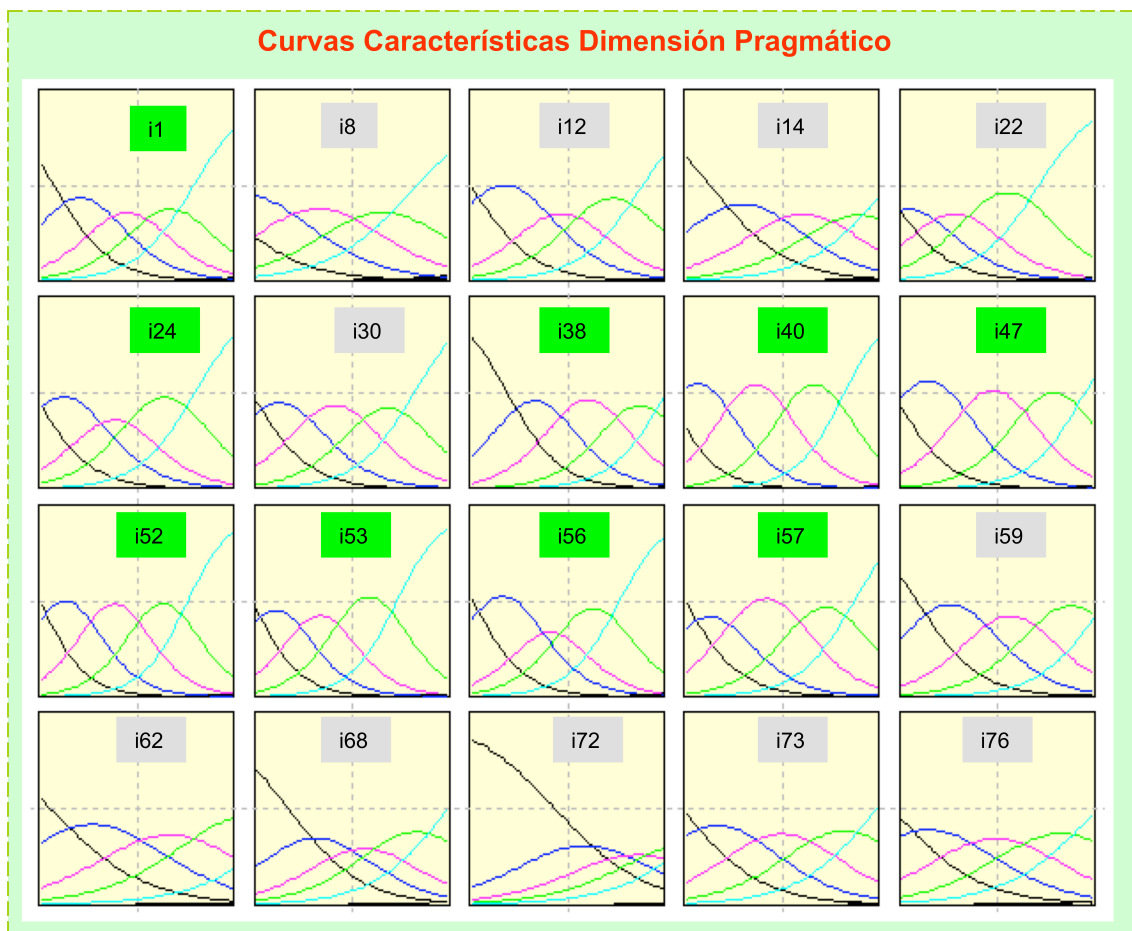 Curvas Características Dimensión Pragmático
i1 i8 i12 i14 i22
i24 i30 i38 i40 i47
i52 i53 i56 i57 i59
i62 i68 i72 i73 i76